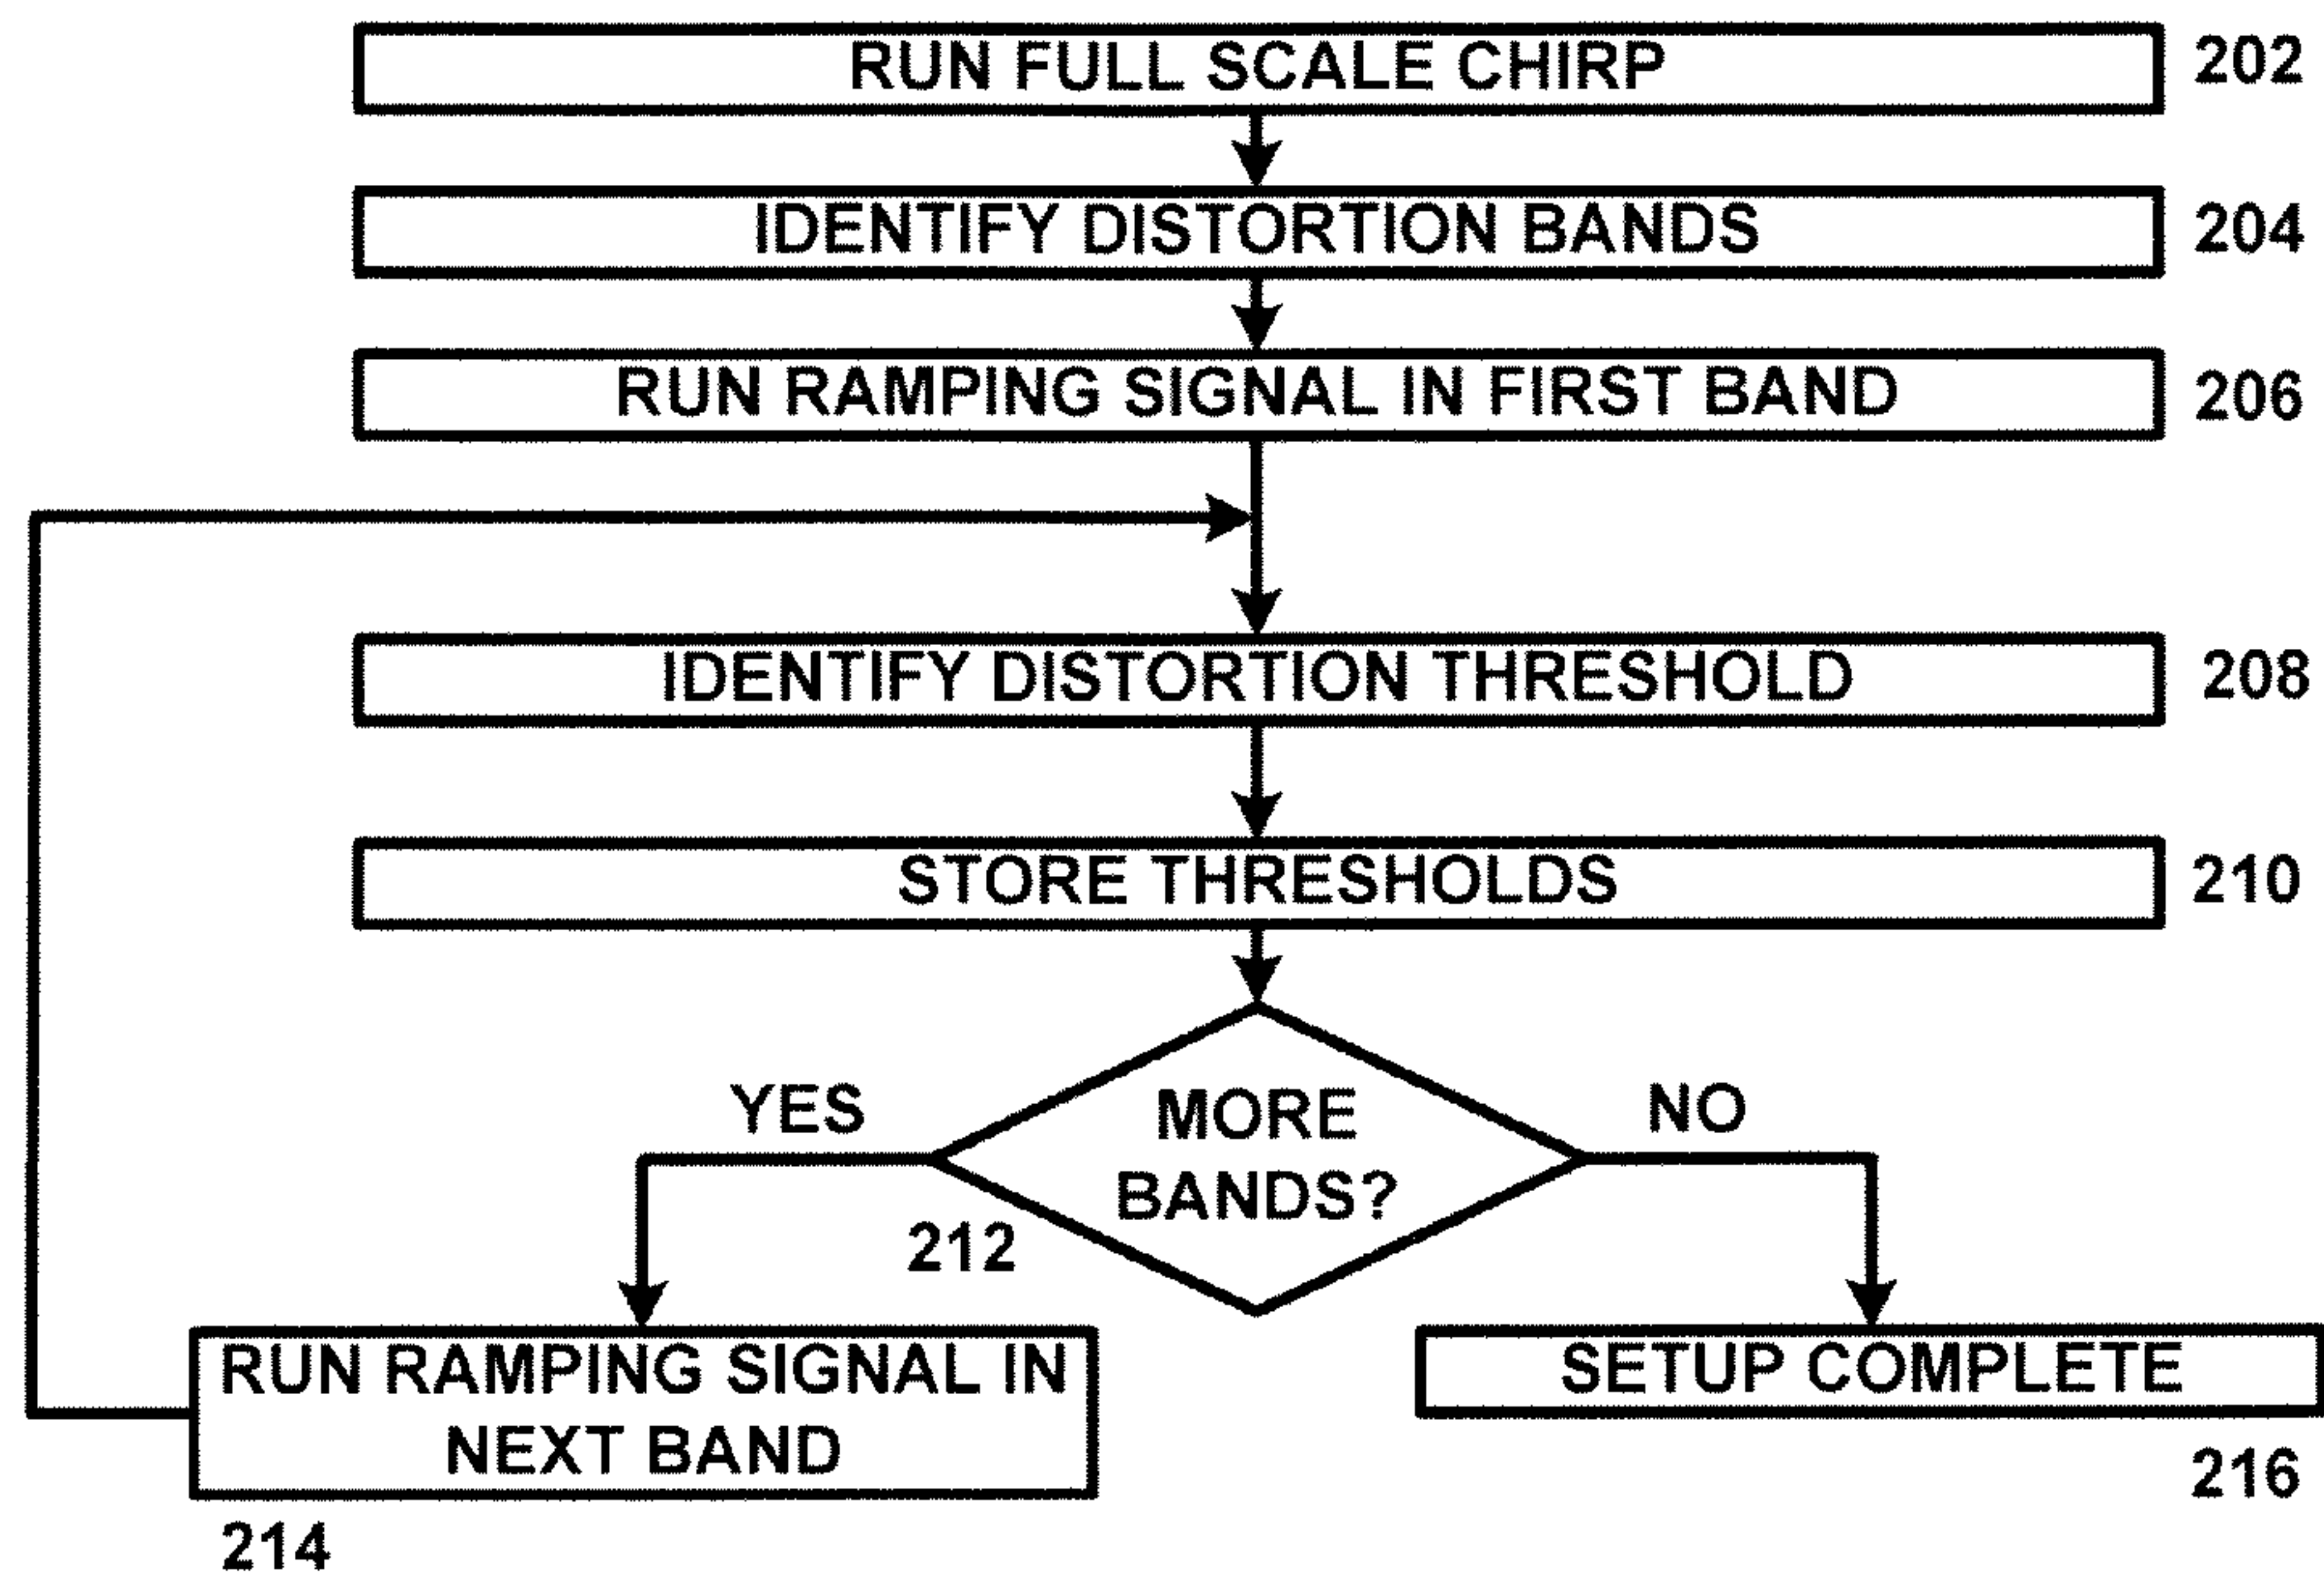 RUN FULL SCALE CHIRP
202
IDENTIFY DISTORTION BANDS
204
RUN RAMPING SIGNAL IN FIRST BAND
206
IDENTIFY DISTORTION THRESHOLD
208
STORE THRESHOLDS
210
YES
MORE
BANDS?
NO
212
RUN RAMPING SIGNAL IN
NEXT BAND
214
SETUP COMPLETE
216